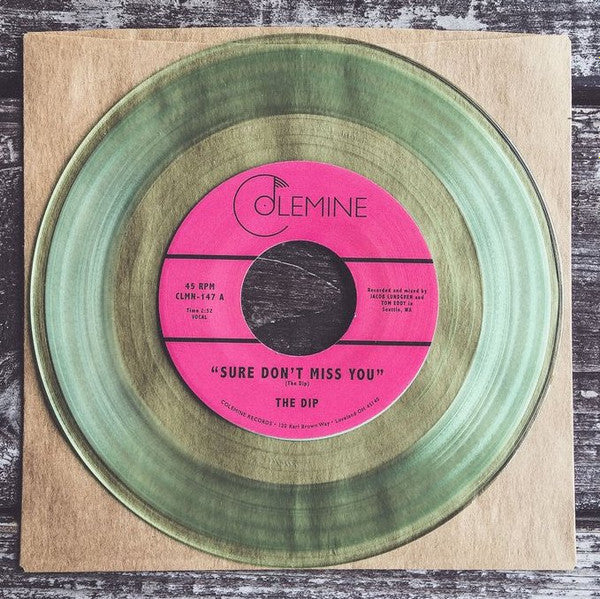 COLEMINE
45 RPM
CLMN-147 A
Time 2:52
VOCAL
Recorded and mixed by
JACOB LUNDGREN and
TOM EDDY in
Seattle, WA
"SURE DON'T MISS YOU"
(The Dip)
THE DIP
COLEMINE RECORDS • 120 Karl Brown Way • Loveland OH 45140